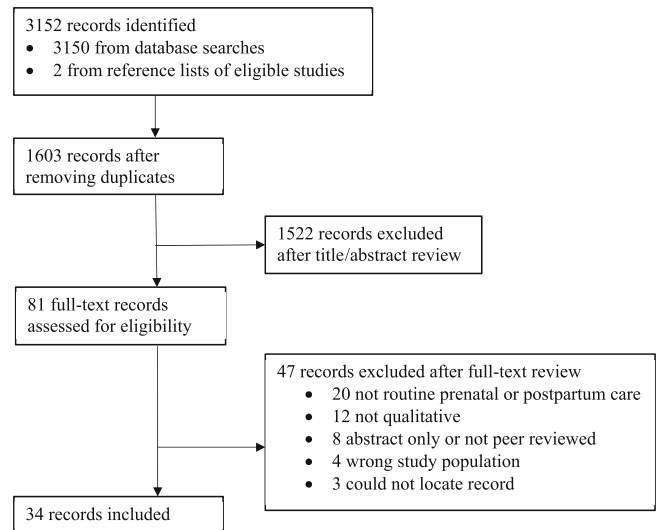 3152 records identified
• 3150 from database searches
• 2 from reference lists of eligible studies
1603 records after
removing duplicates
1522 records excluded
after title/abstract review
81 full-text records
assessed for eligibility
47 records excluded after full-text review
• 20 not routine prenatal or postpartum care
• 12 not qualitative
• 8 abstract only or not peer reviewed
• 4 wrong study population
• 3 could not locate record
34 records included